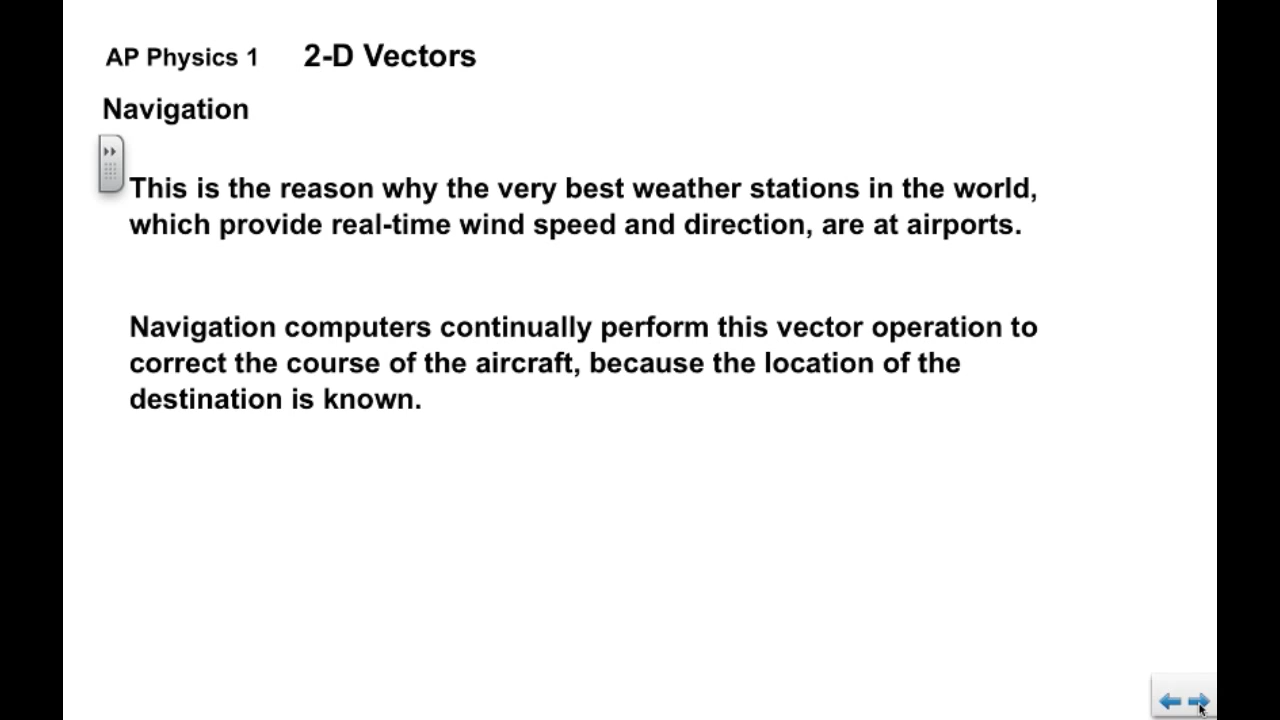 AP Physics 1 2-D Vectors
Navigation
This is the reason why the very best weather stations in the world,
which provide real-time wind speed and direction, are at airports.
Navigation computers continually perform this vector operation to
correct the course of the aircraft, because the location of the
destination is known.